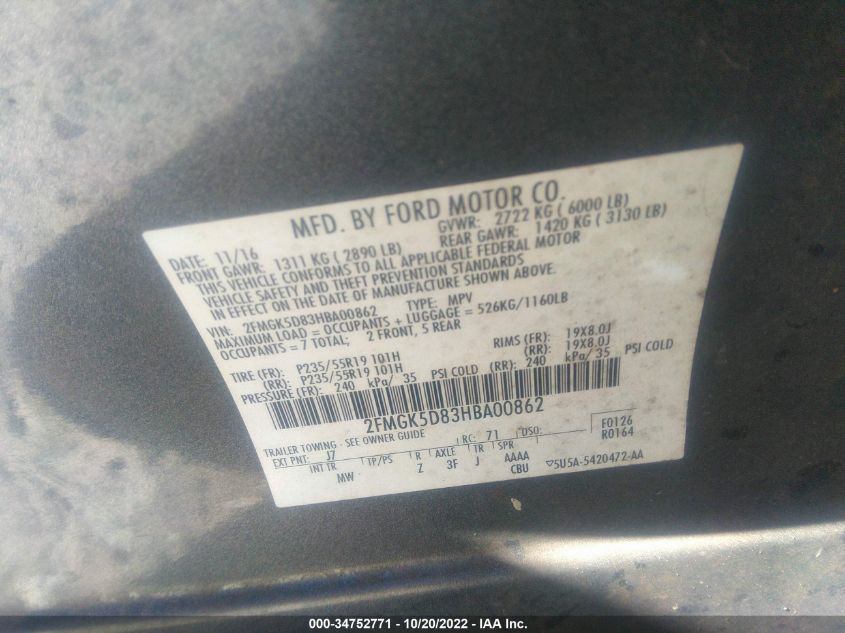 MFD. BY FORD MOTOR CO.
DATE: 11/16 GVWR: 2722 KG ( 6000 LB)
FRONT GAWR: 1311 KG ( 2890 LB) REAR GAWR: 1420 KG ( 3130 LB)
THIS VEHICLE CONFORMS TO ALL APPLICABLE FEDERAL MOTOR
VEHICLE SAFETY AND THEFT PREVENTION STANDARDS
IN EFFECT ON THE DATE OF MANUFACTURE SHOWN ABOVE.
VIN: 2FMGK5D83HBA00862 TYPE: MPV
MAXIMUM LOAD = OCCUPANTS + LUGGAGE = 526KG/1160LB
OCCUPANTS = 7 TOTAL; 2 FRONT, 5 REAR
TIRE (FR): P235/55R19 101H RIMS (FR): 19X8.0J
(RR): P235/55R19 101H (RR): 19X8.0J
PRESSURE (FR): 240 kPa/ 35 PSI COLD (RR): 240 kPa/ 35 PSI COLD
2FMGK5D83HBA00862
F0126
R0164
TRAILER TOWING - SEE OWNER GUIDE
EXT PNT: J7 RC: 71 DSO:
INT TR TP/PS R AXLE TR SPR
MW Z 3F J AAAA
CBU
▽5U5A-5420472-AA
000-34752771 - 10/20/2022 - IAA Inc.